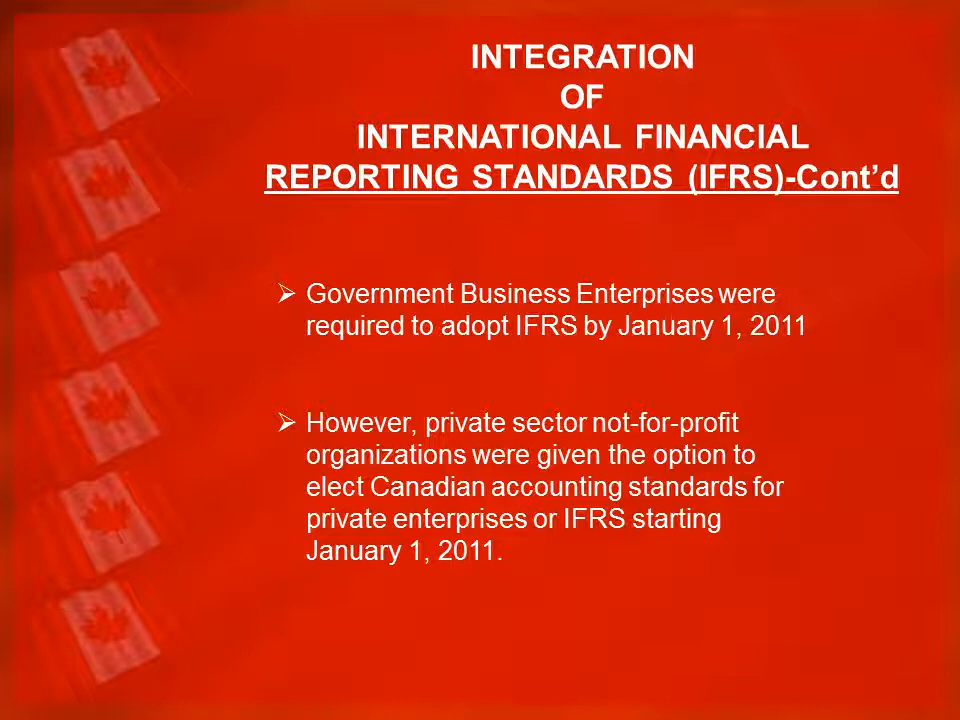 INTEGRATION
OF
INTERNATIONAL FINANCIAL
REPORTING STANDARDS (IFRS)-Cont’d
➢ Government Business Enterprises were
required to adopt IFRS by January 1, 2011
➢ However, private sector not-for-profit
organizations were given the option to
elect Canadian accounting standards for
private enterprises or IFRS starting
January 1, 2011.